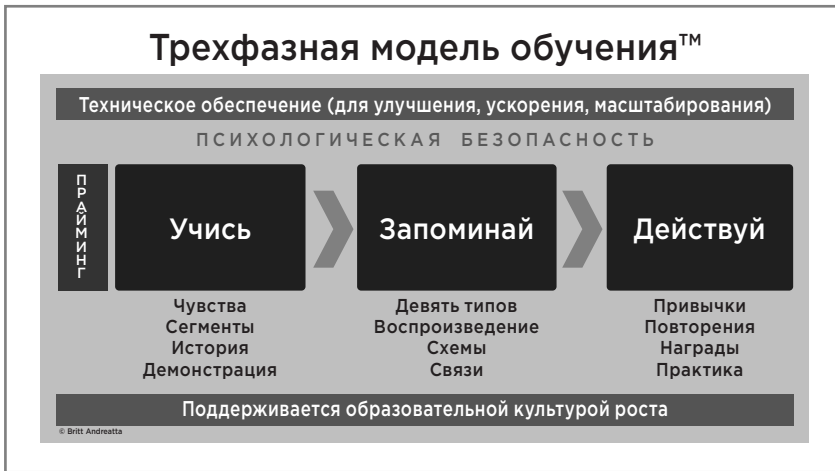 Трехфазная модель обучения™
Техническое обеспечение (для улучшения, ускорения, масштабирования)
ПСИХОЛОГИЧЕСКАЯ БЕЗОПАСНОСТЬ
ПРАЙМИНГ
Учись
Запоминай
Действуй
Чувства
Сегменты
История
Демонстрация
Девять типов
Воспроизведение
Схемы
Связи
Привычки
Повторения
Награды
Практика
Поддерживается образовательной культурой роста
© Britt Andreatta